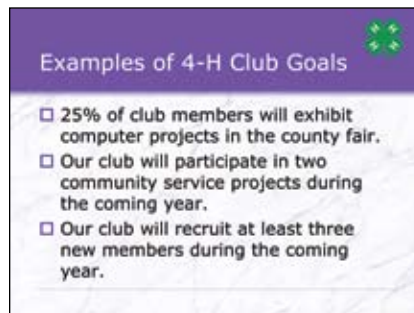 Examples of 4-H Club Goals
25% of club members will exhibit
computer projects in the county fair.
Our club will participate in two
community service projects during
the coming year.
Our club will recruit at least three
new members during the coming
year.